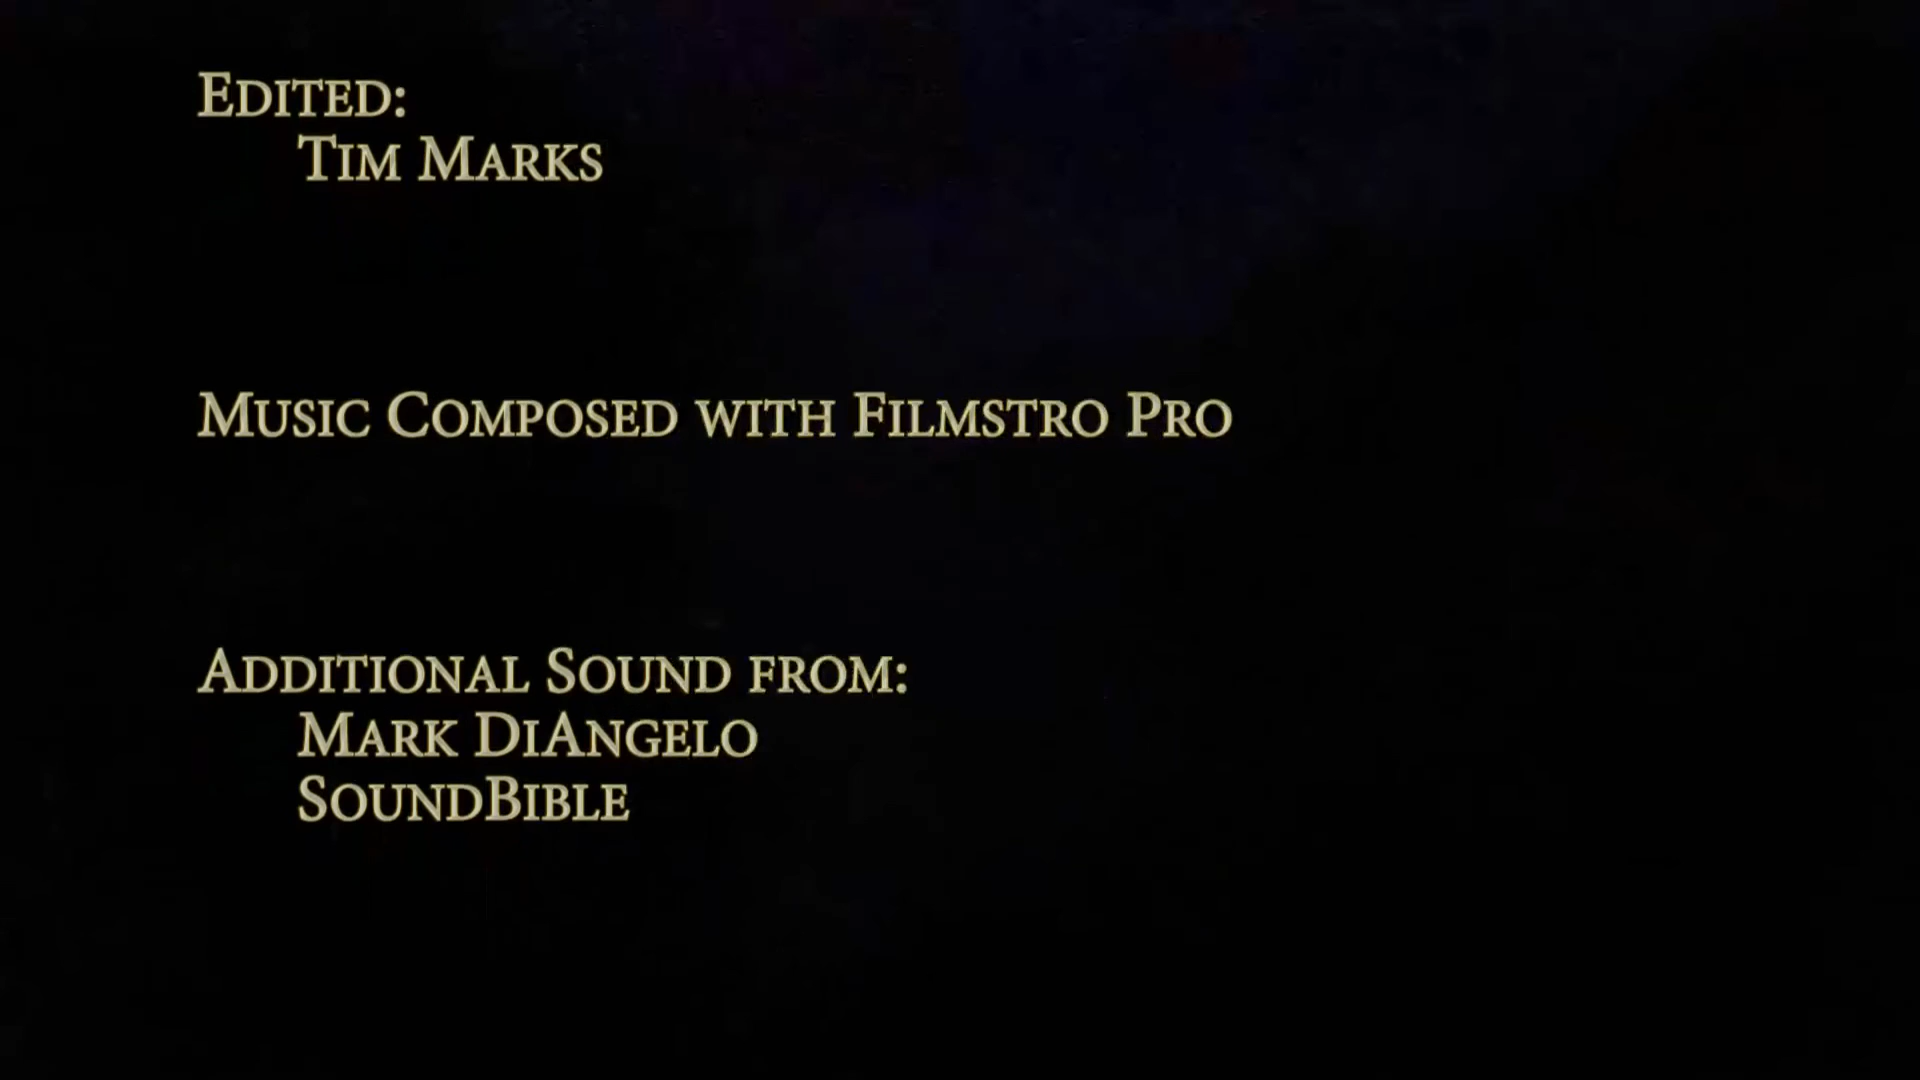 Edited:
Tim Marks
Music Composed with Filmstro Pro
Additional Sound from:
Mark DiAngelo
SoundBible